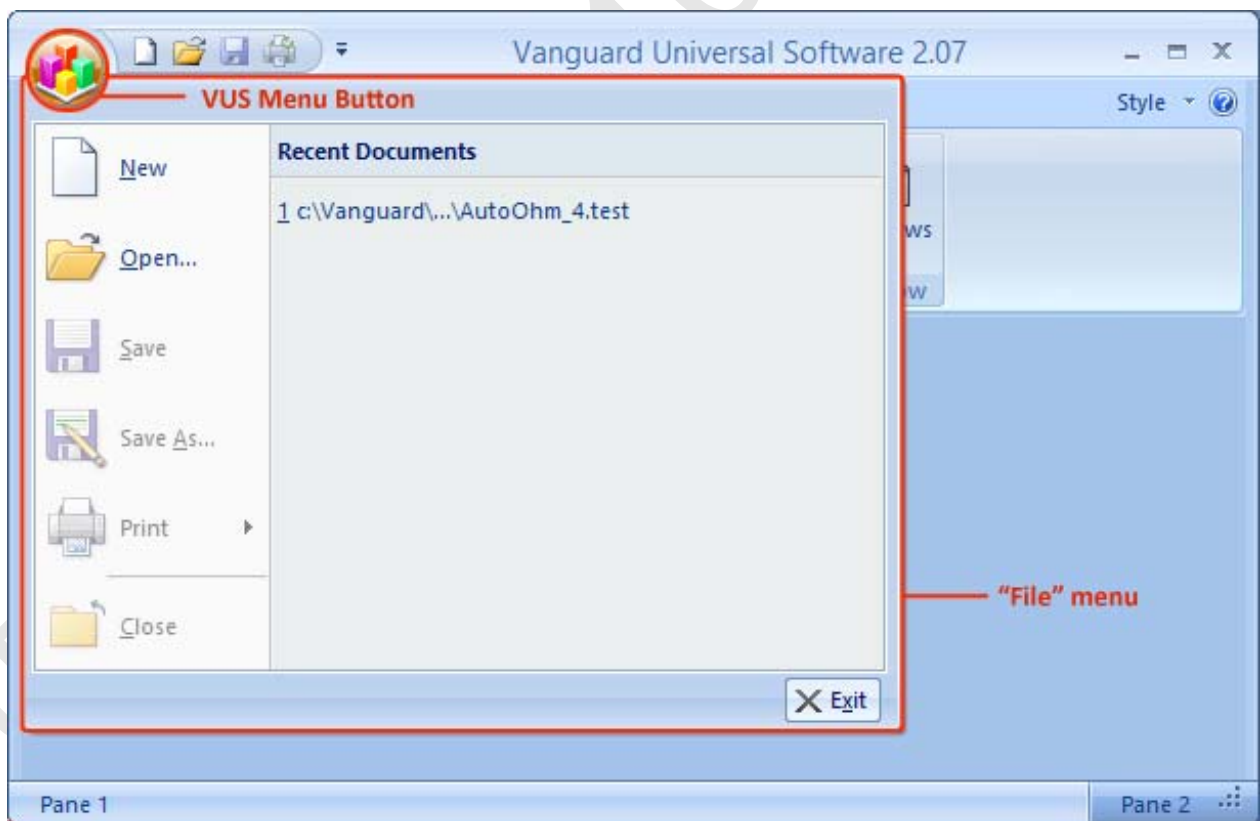 Vanguard Universal Software 2.07
VUS Menu Button
Style
New
Recent Documents
1 c:\Vanguard\...\AutoOhm_4.test
Open...
ws
w
Save
Save As...
Print
"File" menu
Close
Exit
Pane 1
Pane 2